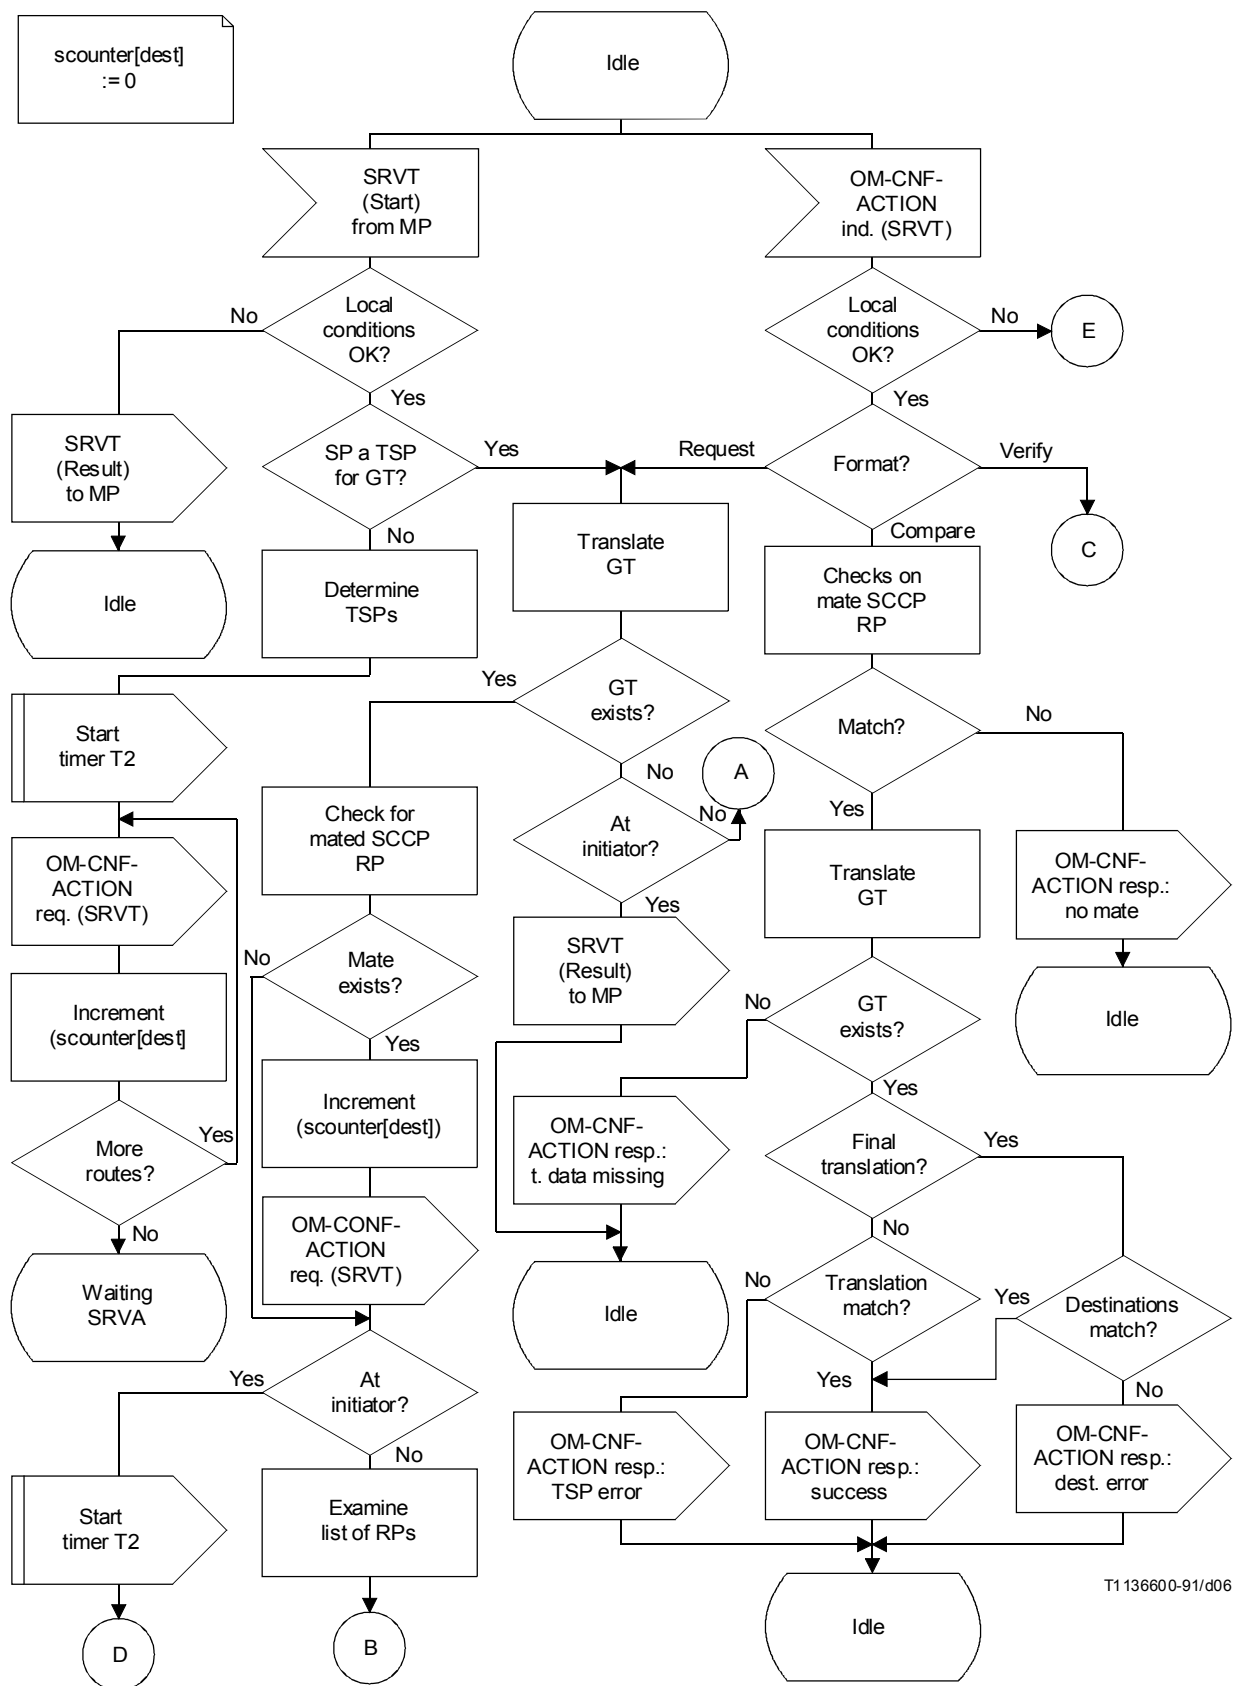 scounter[dest]
:= 0
Idle
SRVT
(Start)
from MP
OM-CNF-
ACTION
ind. (SRVT)
No
Local
conditions
OK?
Local
conditions
OK?
No
E
Yes
Yes
SRVT
(Result)
to MP
SP a TSP
for GT?
Yes
Request
Format?
Verify
No
Compare
C
Idle
Determine
TSPs
Translate
GT
Checks on
mate SCCP
RP
Start
timer T2
Yes
GT
exists?
Match?
No
No
A
Yes
Check for
mated SCCP
RP
At
initiator?
No
OM-CNF-
ACTION
req. (SRVT)
Yes
Translate
GT
OM-CNF-
ACTION resp.:
no mate
No
Mate
exists?
SRVT
(Result)
to MP
Increment
(scounter[dest]
Yes
No
GT
exists?
Idle
Yes
Increment
(scounter[dest])
OM-CNF-
ACTION resp.:
t. data missing
More
routes?
Yes
Final
translation?
Yes
No
OM-CONF-
ACTION
req. (SRVT)
No
Waiting
SRVA
Idle
No
Translation
match?
Yes
Destinations
match?
Yes
At
initiator?
Yes
No
No
OM-CNF-
ACTION resp.:
TSP error
OM-CNF-
ACTION resp.:
success
OM-CNF-
ACTION resp.:
dest. error
Start
timer T2
Examine
list of RPs
T1136600-91/d06
D
B
Idle